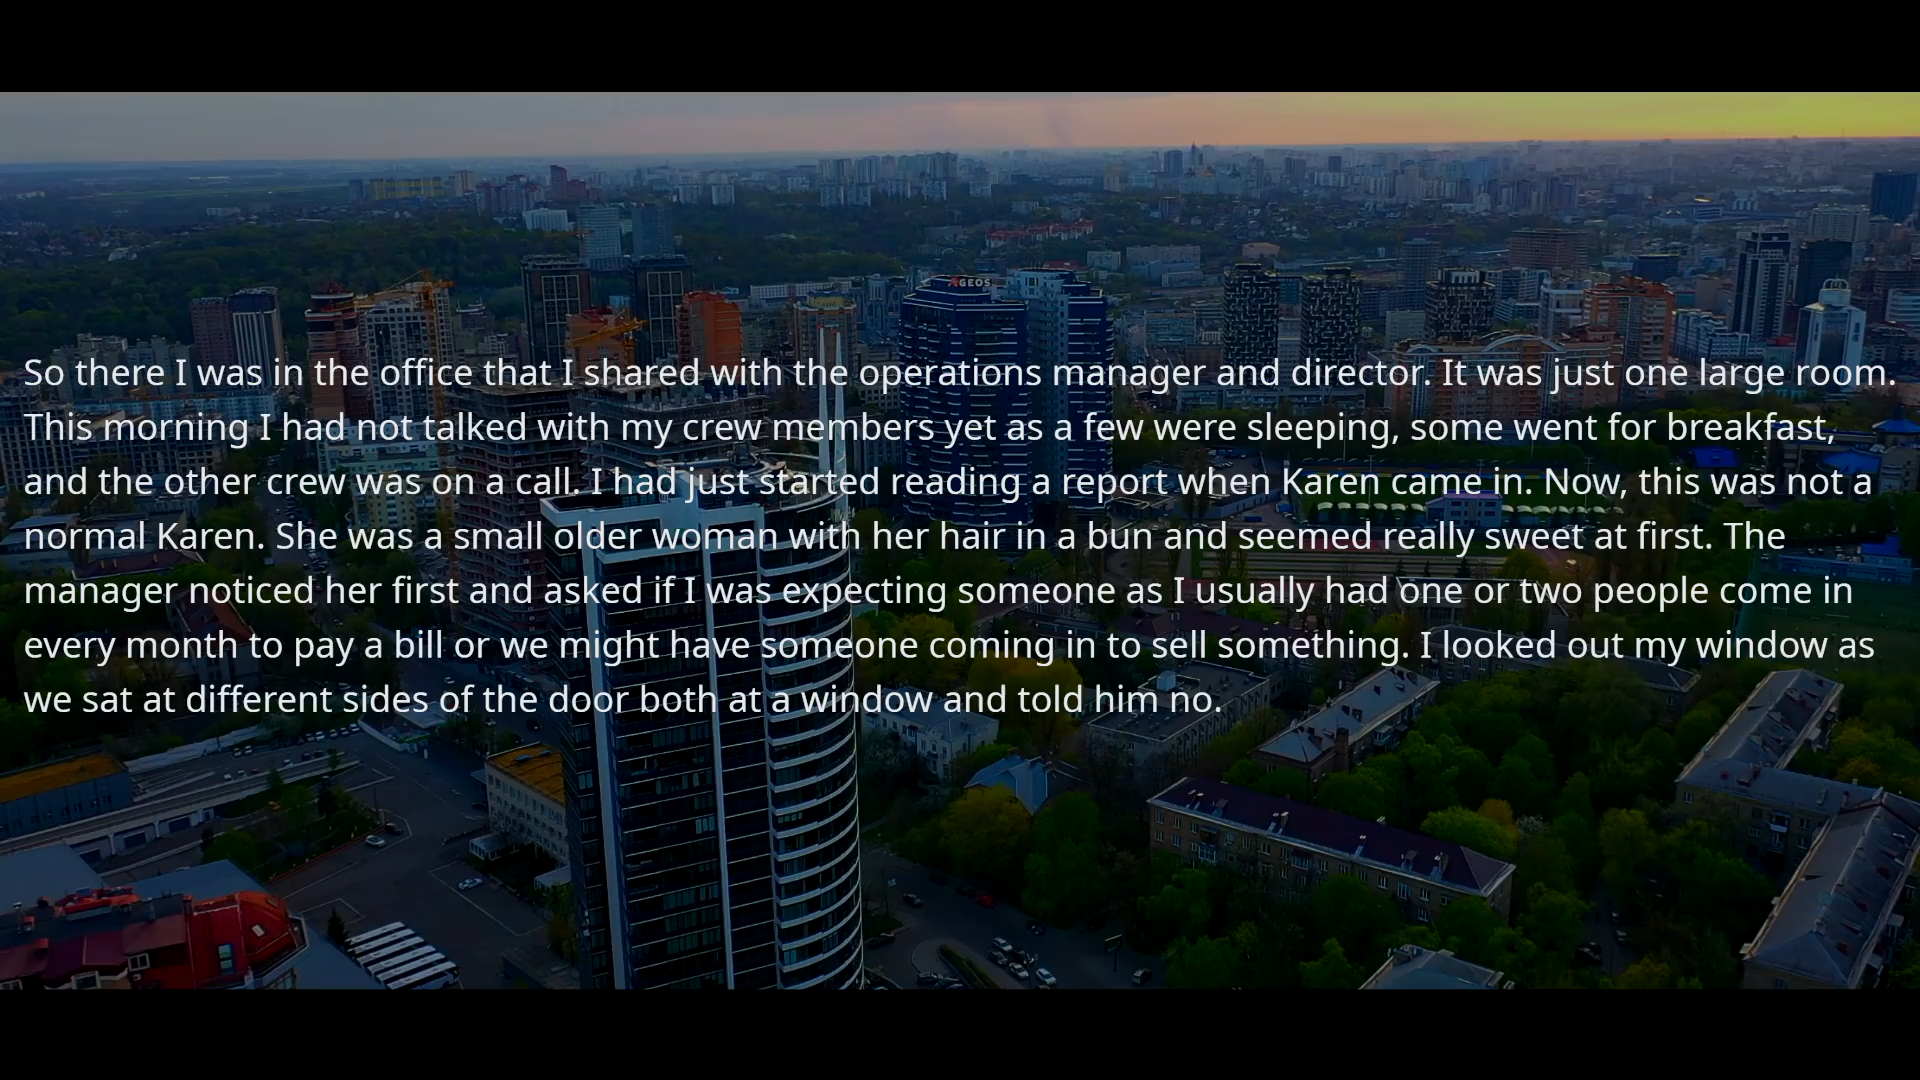 AGEOS
So there I was in the office that I shared with the operations manager and director. It was just one large room.
This morning I had not talked with my crew members yet as a few were sleeping, some went for breakfast,
and the other crew was on a call. I had just started reading a report when Karen came in. Now, this was not a
normal Karen. She was a small older woman with her hair in a bun and seemed really sweet at first. The
manager noticed her first and asked if I was expecting someone as I usually had one or two people come in
every month to pay a bill or we might have someone coming in to sell something. I looked out my window as
we sat at different sides of the door both at a window and told him no.